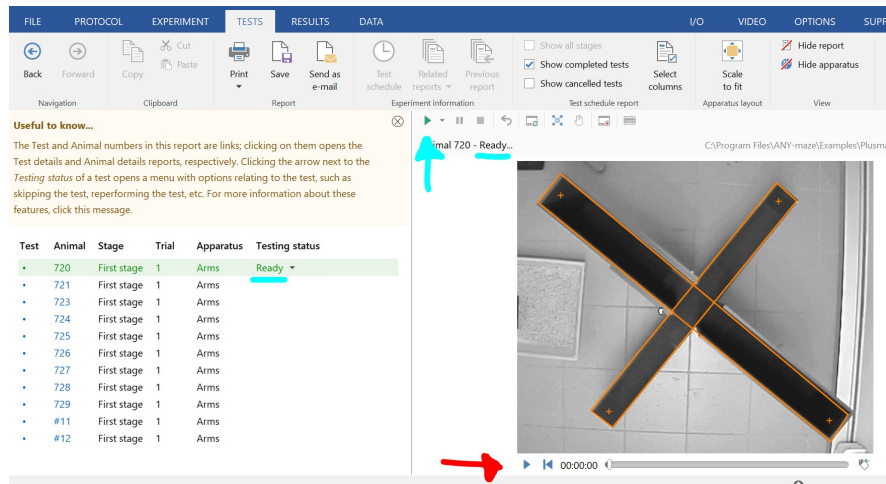 FILE PROTOCOL EXPERIMENT TESTS RESULTS DATA I/O VIDEO OPTIONS SUPP
Back Forward Copy Cut Paste Print Save Send as e-mail Test schedule Related reports Previous report Show all stages Show completed tests Show cancelled tests Select columns Scale to fit Hide report Hide apparatus
Navigation Clipboard Report Experiment information Test schedule report Apparatus layout View
Useful to know...
The Test and Animal numbers in this report are links; clicking on them opens the
Test details and Animal details reports, respectively. Clicking the arrow next to the
Testing status of a test opens a menu with options relating to the test, such as
skipping the test, reperforming the test, etc. For more information about these
features, click this message.
Test Animal Stage Trial Apparatus Testing status
720 First stage 1 Arms Ready
721 First stage 1 Arms
722 First stage 1 Arms
723 First stage 1 Arms
724 First stage 1 Arms
725 First stage 1 Arms
726 First stage 1 Arms
727 First stage 1 Arms
728 First stage 1 Arms
729 First stage 1 Arms
#11 First stage 1 Arms
#12 First stage 1 Arms
720 - Ready... C:\Program Files\ANY-maze\Examples\Plusma
00:00:00